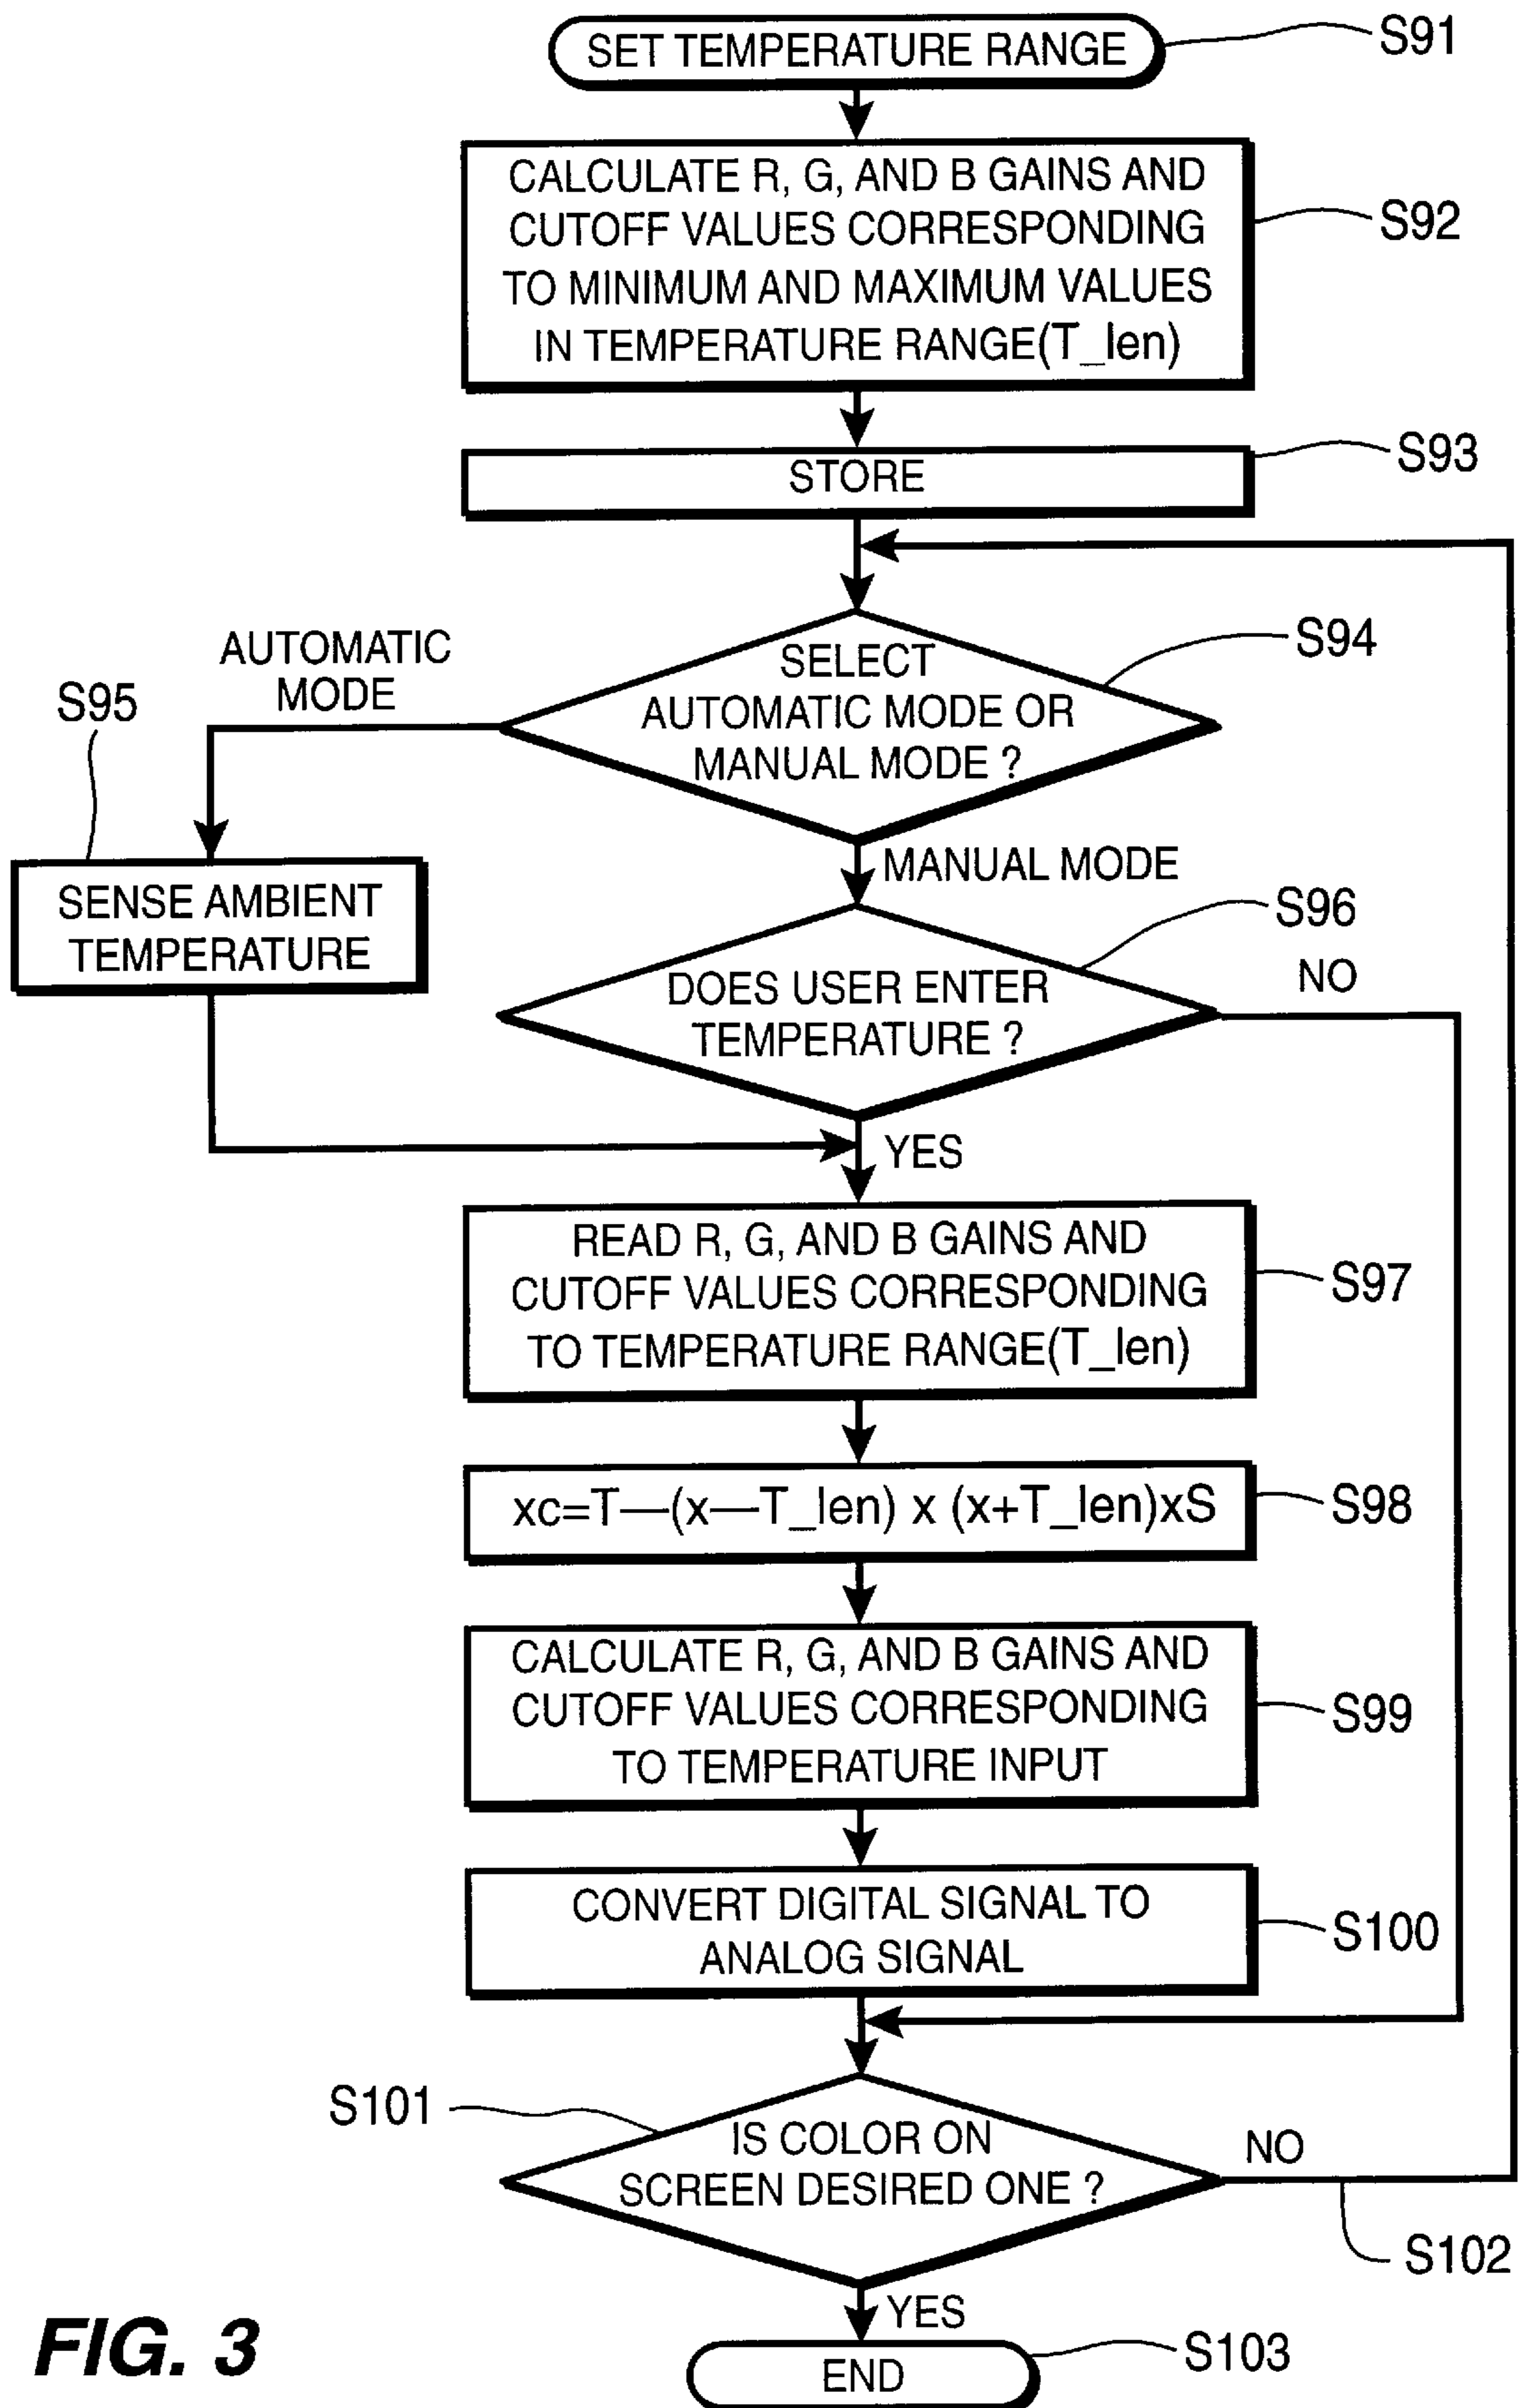 SET TEMPERATURE RANGE
S91
CALCULATE R, G, AND B GAINS AND
CUTOFF VALUES CORRESPONDING
TO MINIMUM AND MAXIMUM VALUES
IN TEMPERATURE RANGE(T_len)
S92
STORE
S93
SELECT
AUTOMATIC MODE OR
MANUAL MODE ?
S94
AUTOMATIC
MODE
S95
SENSE AMBIENT
TEMPERATURE
MANUAL MODE
S96
DOES USER ENTER
TEMPERATURE ?
NO
YES
READ R, G, AND B GAINS AND
CUTOFF VALUES CORRESPONDING
TO TEMPERATURE RANGE(T_len)
S97
xc=T—(x—T_len) x (x+T_len)xS
S98
CALCULATE R, G, AND B GAINS AND
CUTOFF VALUES CORRESPONDING
TO TEMPERATURE INPUT
S99
CONVERT DIGITAL SIGNAL TO
ANALOG SIGNAL
S100
S101
IS COLOR ON
SCREEN DESIRED ONE ?
NO
S102
YES
END
S103
FIG. 3